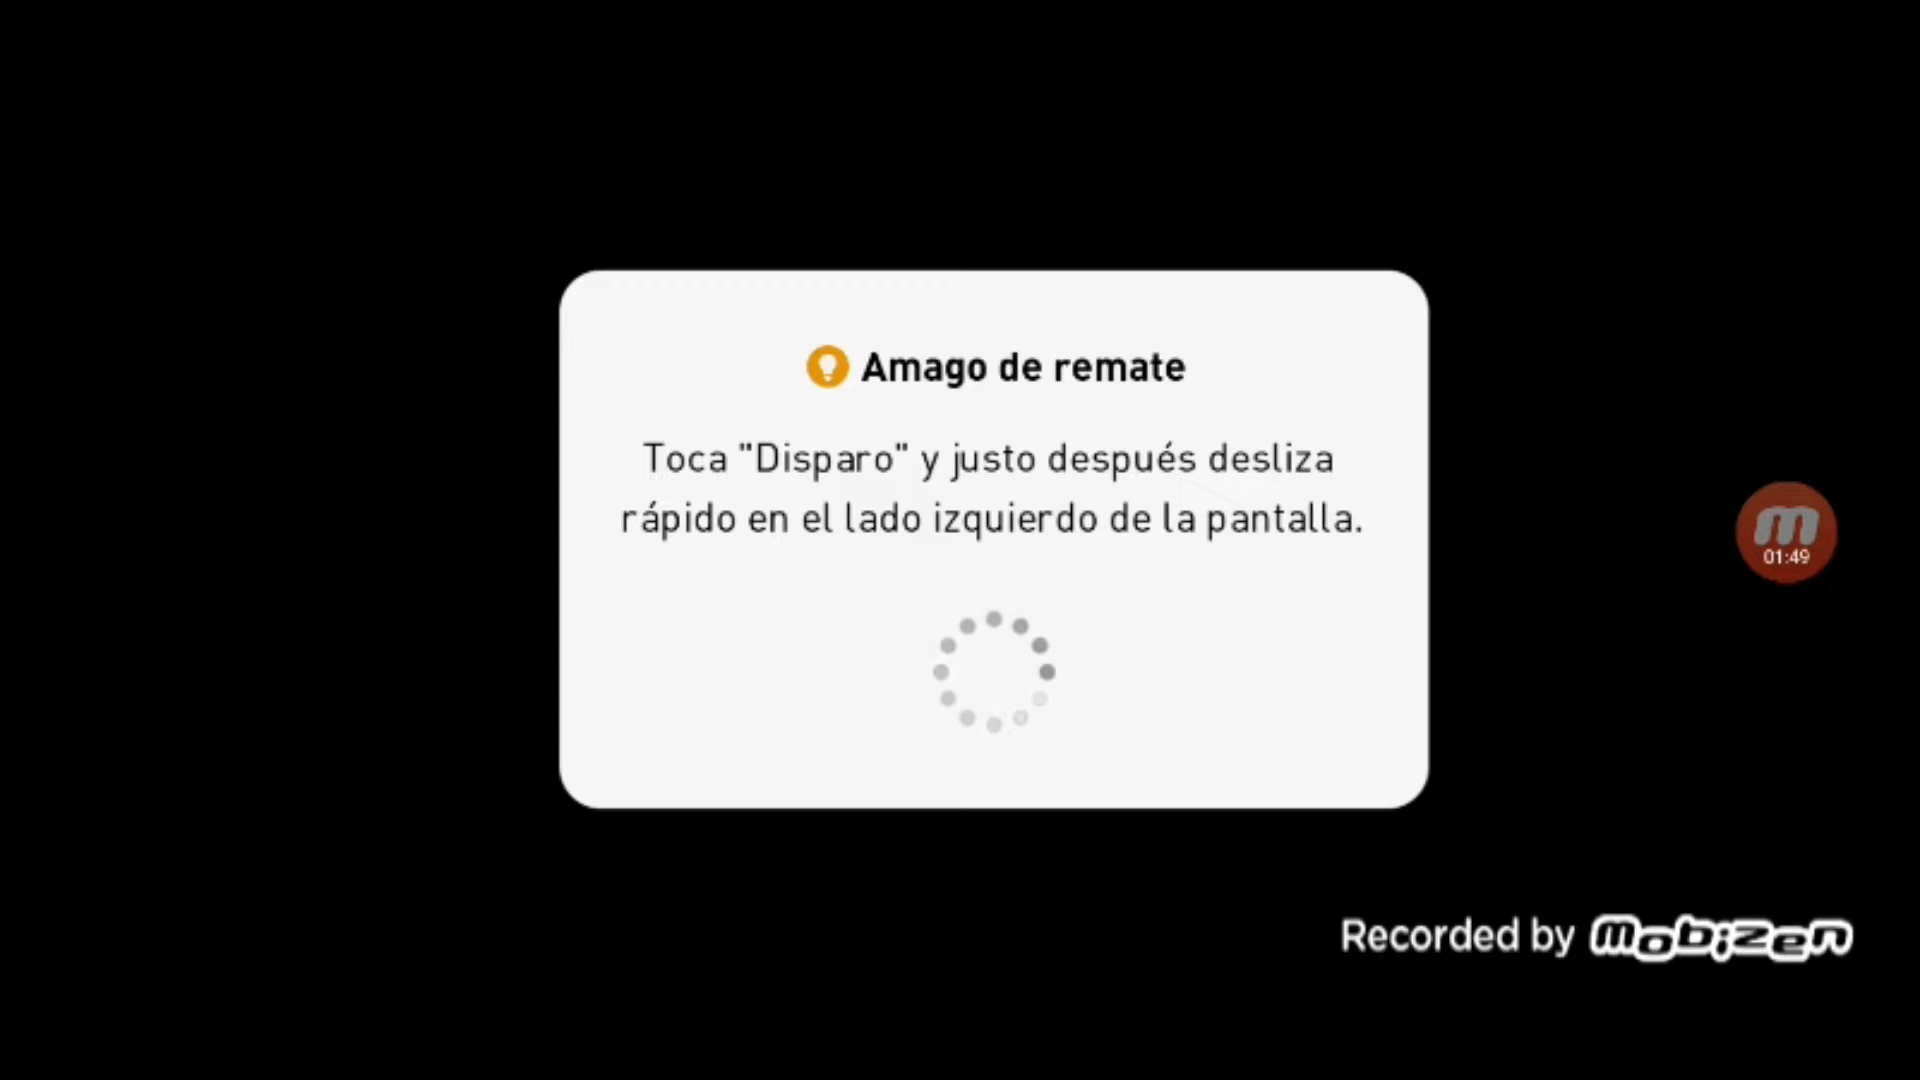 Amago de remate
Toca "Disparo" y justo después desliza
rápido en el lado izquierdo de la pantalla.
m
01:49
Recorded by mobizen